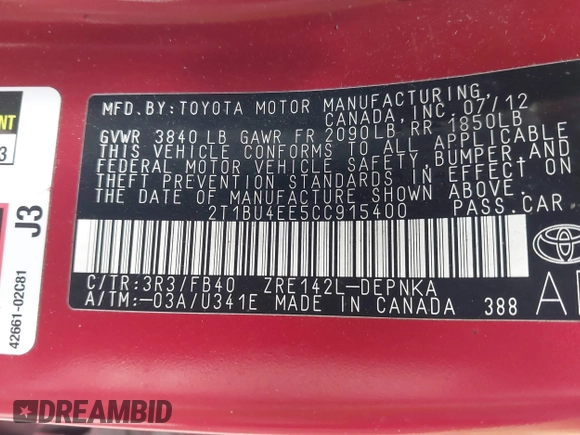 MFD.BY:TOYOTA MOTOR MANUFACTURING,
CANADA, INC. 07/12
GVWR 3840 LB GAWR FR 2090LB RR 1850LB
THIS VEHICLE CONFORMS TO ALL APPLICABLE
FEDERAL MOTOR VEHICLE SAFETY, BUMPER, AND
THEFT PREVENTION STANDARDS IN EFFECT ON
THE DATE OF MANUFACTURE SHOWN ABOVE.
2T1BU4EE5CC915400 PASS.CAR
C/TR:3R3/FB40 ZRE142L-DEPNKA
A/TM:-03A/U341E MADE IN CANADA 388
TOYOTA
J3
42661-02C81
3
DREAMBID